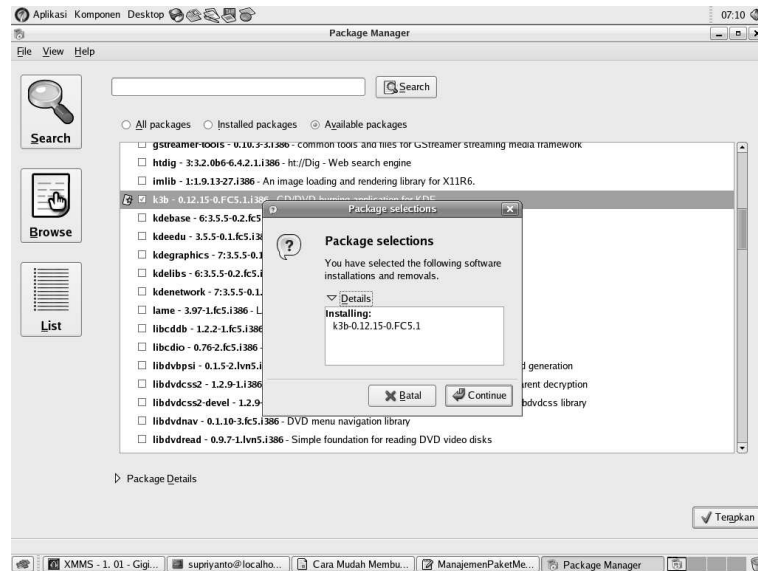 Aplikasi Komponen Desktop 07:10
Package Manager
File View Help
Search
All packages Installed packages Available packages
Search
Browse
List
gstreamer-tools - 0.10.3-3.i386 - common tools and files for GStreamer streaming media framework
htdig - 3:3.2.0b6-6.4.2.1.i386 - ht://Dig - Web search engine
imlib - 1:1.9.13-27.i386 - An image loading and rendering library for X11R6.
k3b - 0.12.15-0.FC5.1.i386 - CD/DVD burning application for KDE
kdebase - 6:3.5.5-0.2.fc5
kdeedu - 3.5.5-0.1.fc5.i38
kdegraphics - 7:3.5.5-0.1
kdelibs - 6:3.5.5-0.2.fc5.i
kdenetwork - 7:3.5.5-0.1.
lame - 3.97-1.fc5.i386 - L
libcddb - 1.2.2-1.fc5.i386
libcdio - 0.76-2.fc5.i386 -
libdvbpsi - 0.1.5-2.lvn5.i d generation
libdvdcss2 - 1.2.9-1.i386 rent decryption
libdvdcss2-devel - 1.2.9- bdvdcss library
libdvdnav - 0.1.10-3.fc5.i386 - DVD menu navigation library
libdvdread - 0.9.7-1.lvn5.i386 - Simple foundation for reading DVD video disks
Package selections
Package selections
You have selected the following software
installations and removals.
Details
Installing:
k3b-0.12.15-0.FC5.1
Batal Continue
Package Details
Terapkan
XMMS - 1. 01 - Gigi... supriyanto@localho... Cara Mudah Membu... ManajemenPaketMe... Package Manager